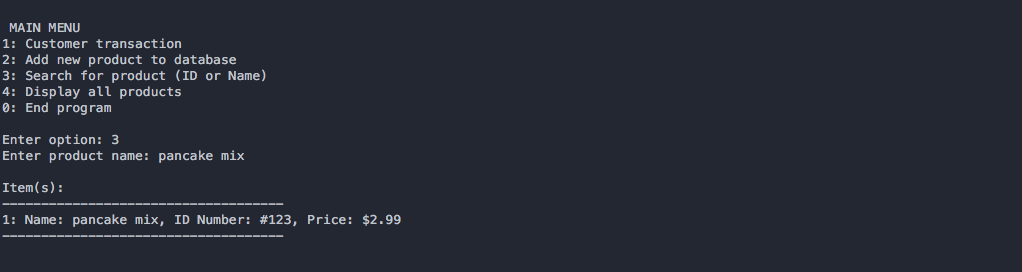 MAIN MENU
1: Customer transaction
2: Add new product to database
3: Search for product (ID or Name)
4: Display all products
0: End program
Enter option: 3
Enter product name: pancake mix
Item(s):
------------------------------------
1: Name: pancake mix, ID Number: #123, Price: $2.99
------------------------------------